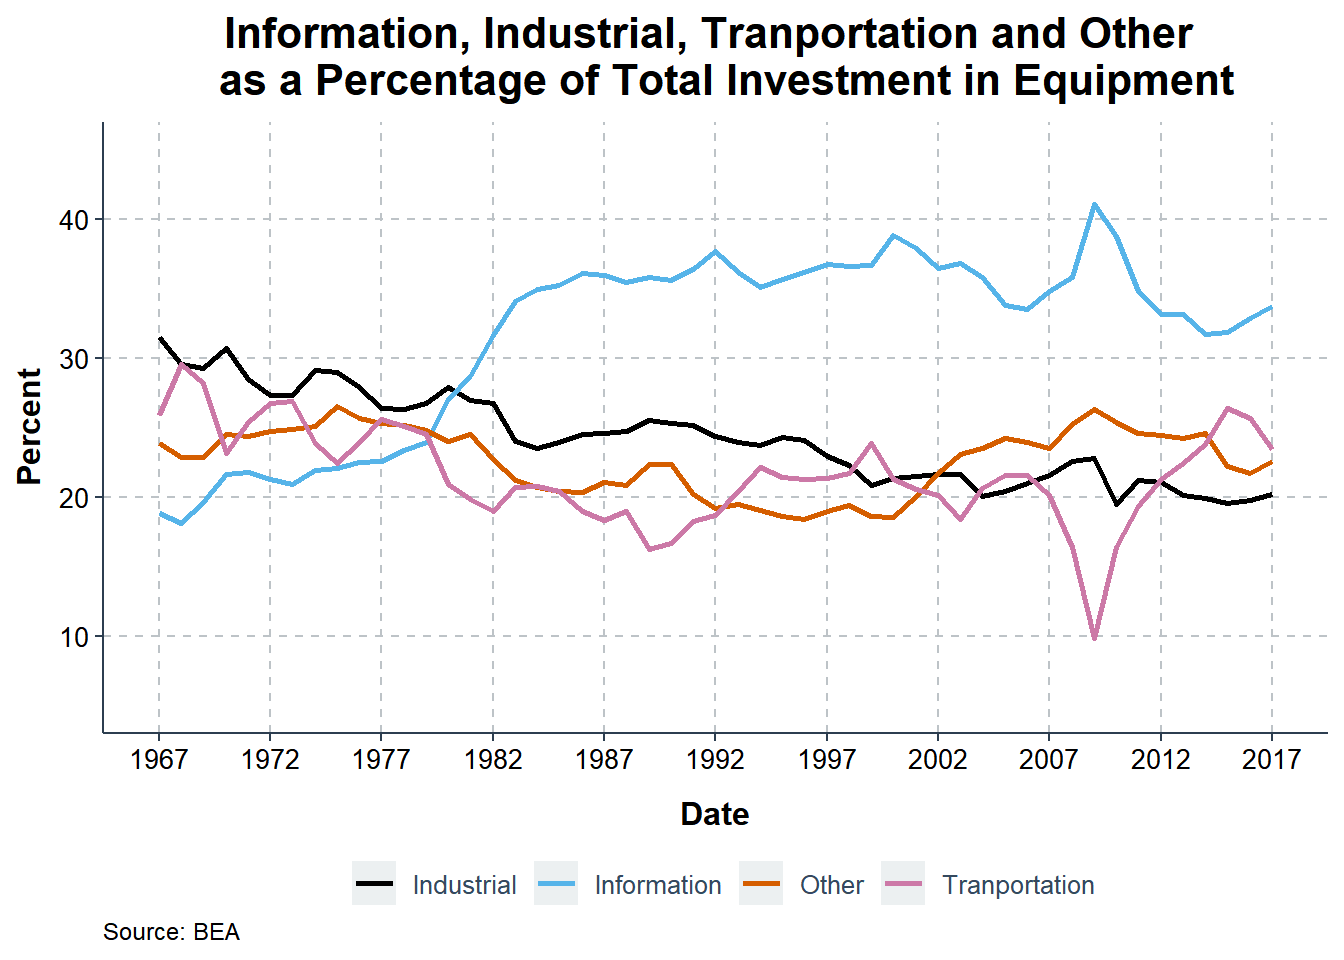 Information, Industrial, Tranportation and Other
as a Percentage of Total Investment in Equipment
Percent
40
30
20
10
1967 1972 1977 1982 1987 1992 1997 2002 2007 2012 2017
Date
Industrial Information Other Tranportation
Source: BEA